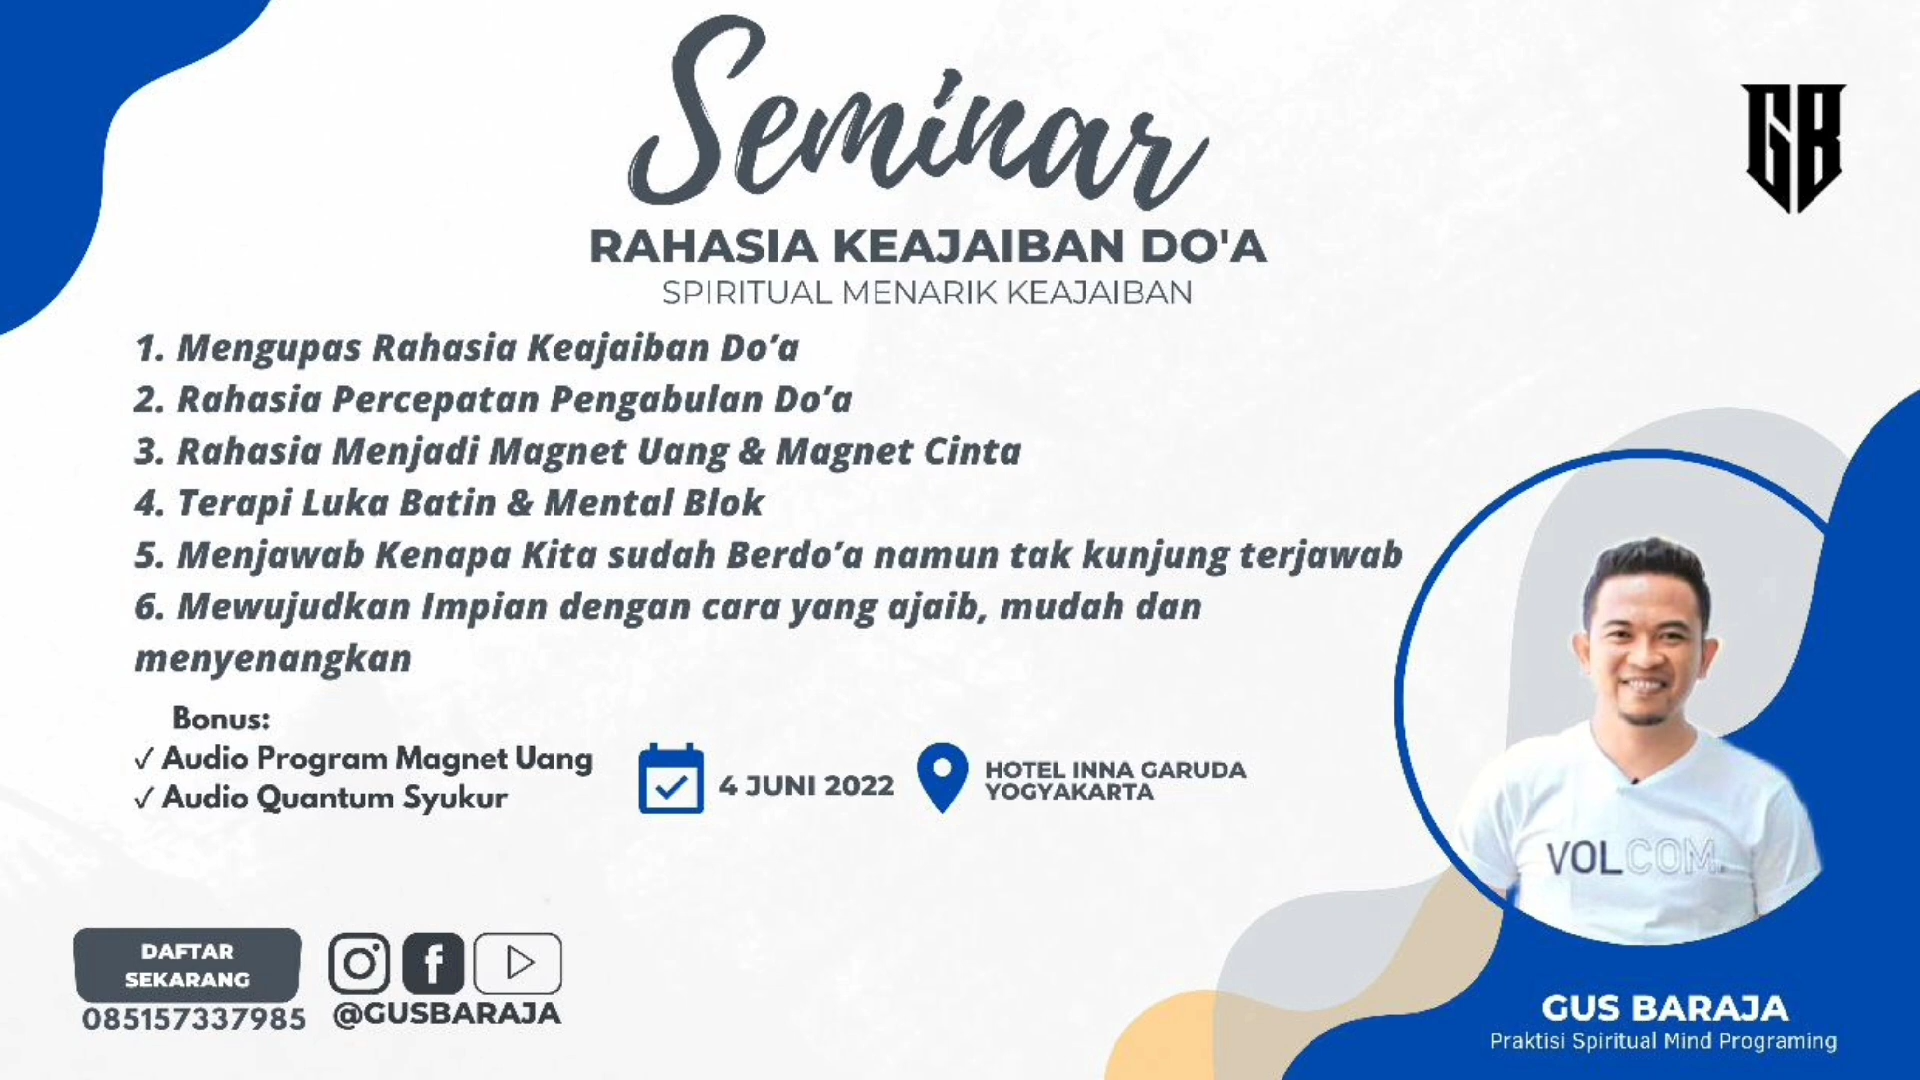 Seminar
GB
RAHASIA KEAJAIBAN DO'A
SPIRITUAL MENARIK KEAJAIBAN
1. Mengupas Rahasia Keajaiban Do’a
2. Rahasia Percepatan Pengabulan Do’a
3. Rahasia Menjadi Magnet Uang & Magnet Cinta
4. Terapi Luka Batin & Mental Blok
5. Menjawab Kenapa Kita sudah Berdo’a namun tak kunjung terjawab
6. Mewujudkan Impian dengan cara yang ajaib, mudah dan
menyenangkan
Bonus:
✓ Audio Program Magnet Uang
✓ Audio Quantum Syukur
4 JUNI 2022
HOTEL INNA GARUDA
YOGYAKARTA
VOLCOM.
DAFTAR
SEKARANG
085157337985
@GUSBARAJA
GUS BARAJA
Praktisi Spiritual Mind Programing